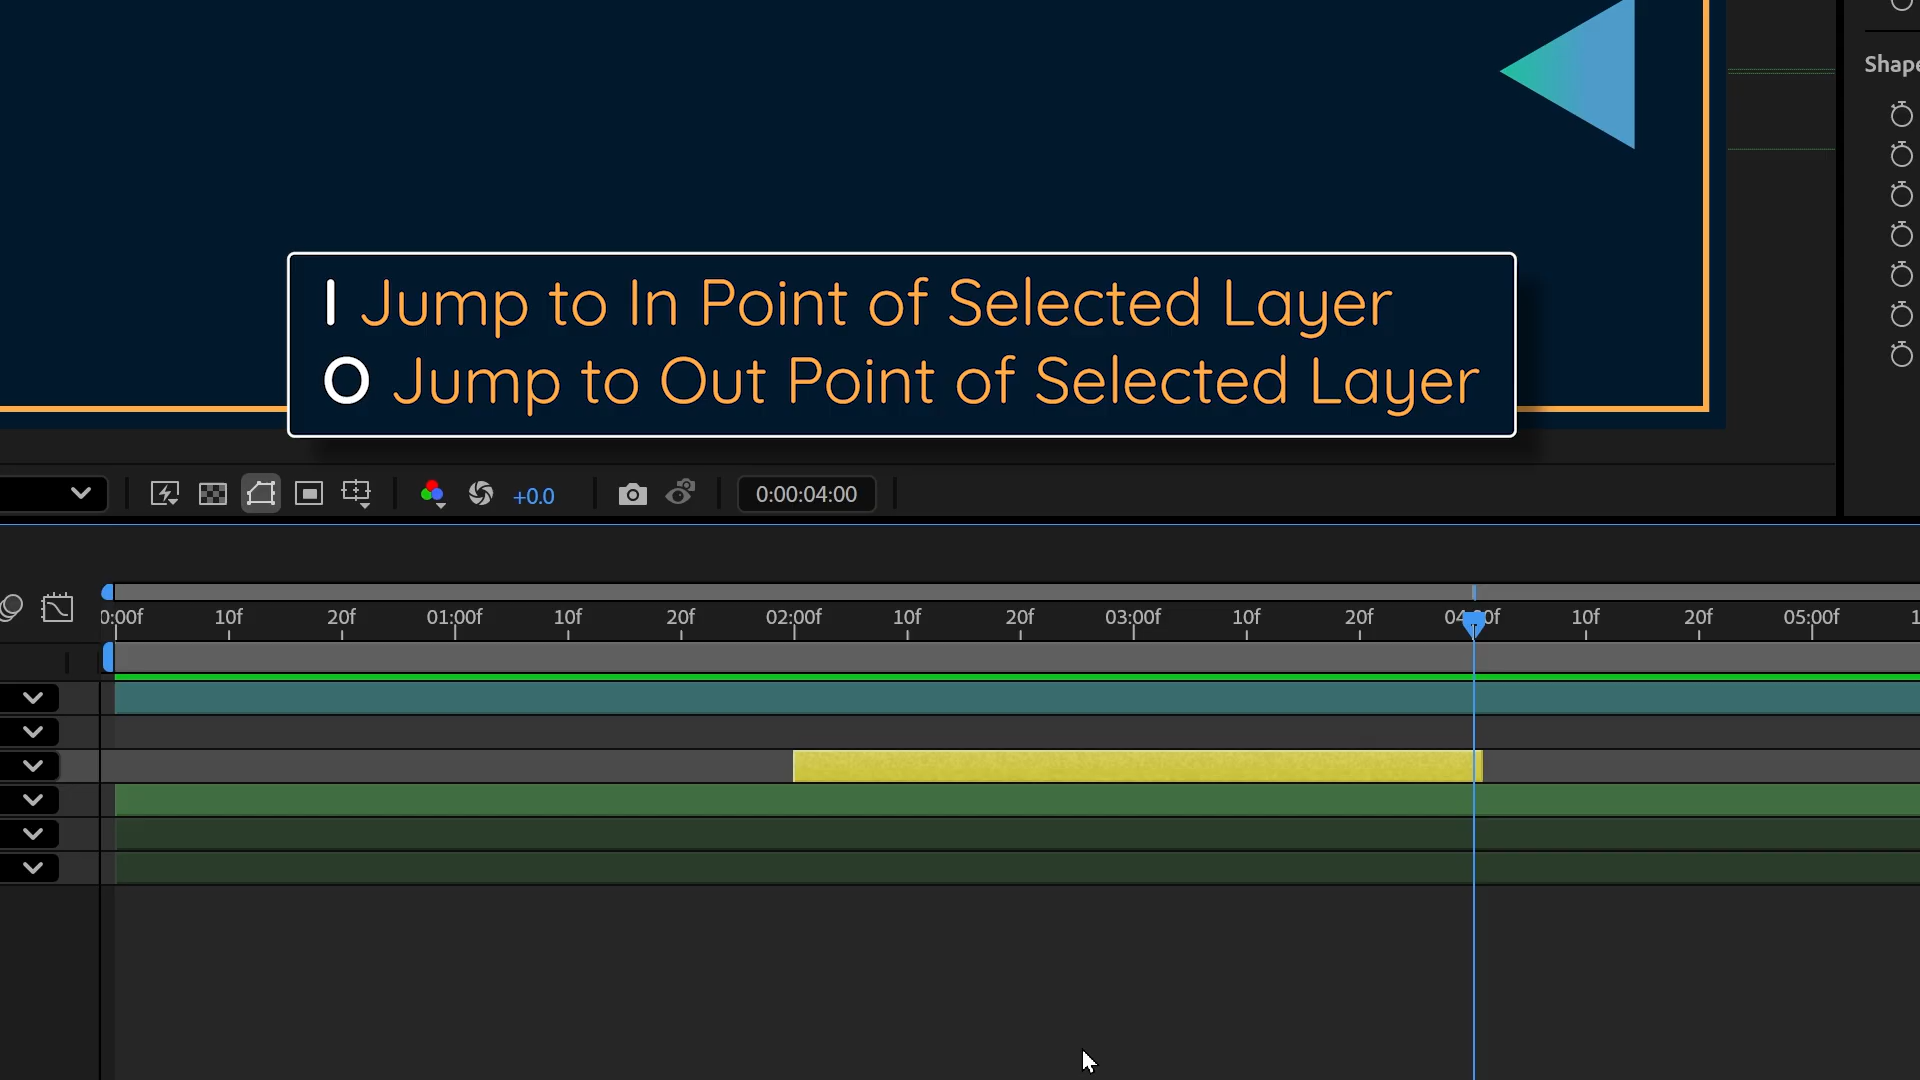 Shape
I Jump to In Point of Selected Layer
O Jump to Out Point of Selected Layer
+0.0 0:00:04:00
0:00f 10f 20f 01:00f 10f 20f 02:00f 10f 20f 03:00f 10f 20f 10f 20f 05:00f